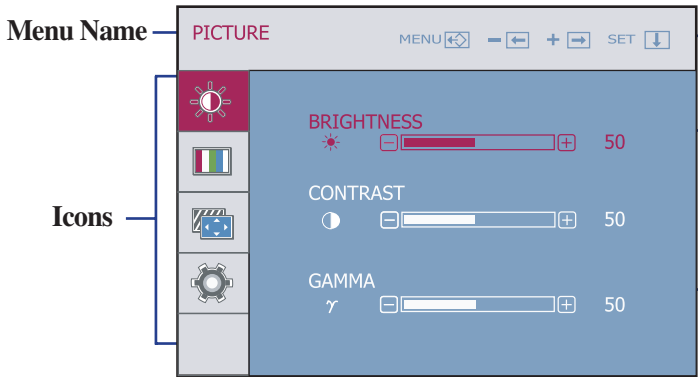 Menu Name
PICTURE
MENU - + SET
Icons
BRIGHTNESS
50
CONTRAST
50
GAMMA
γ 50